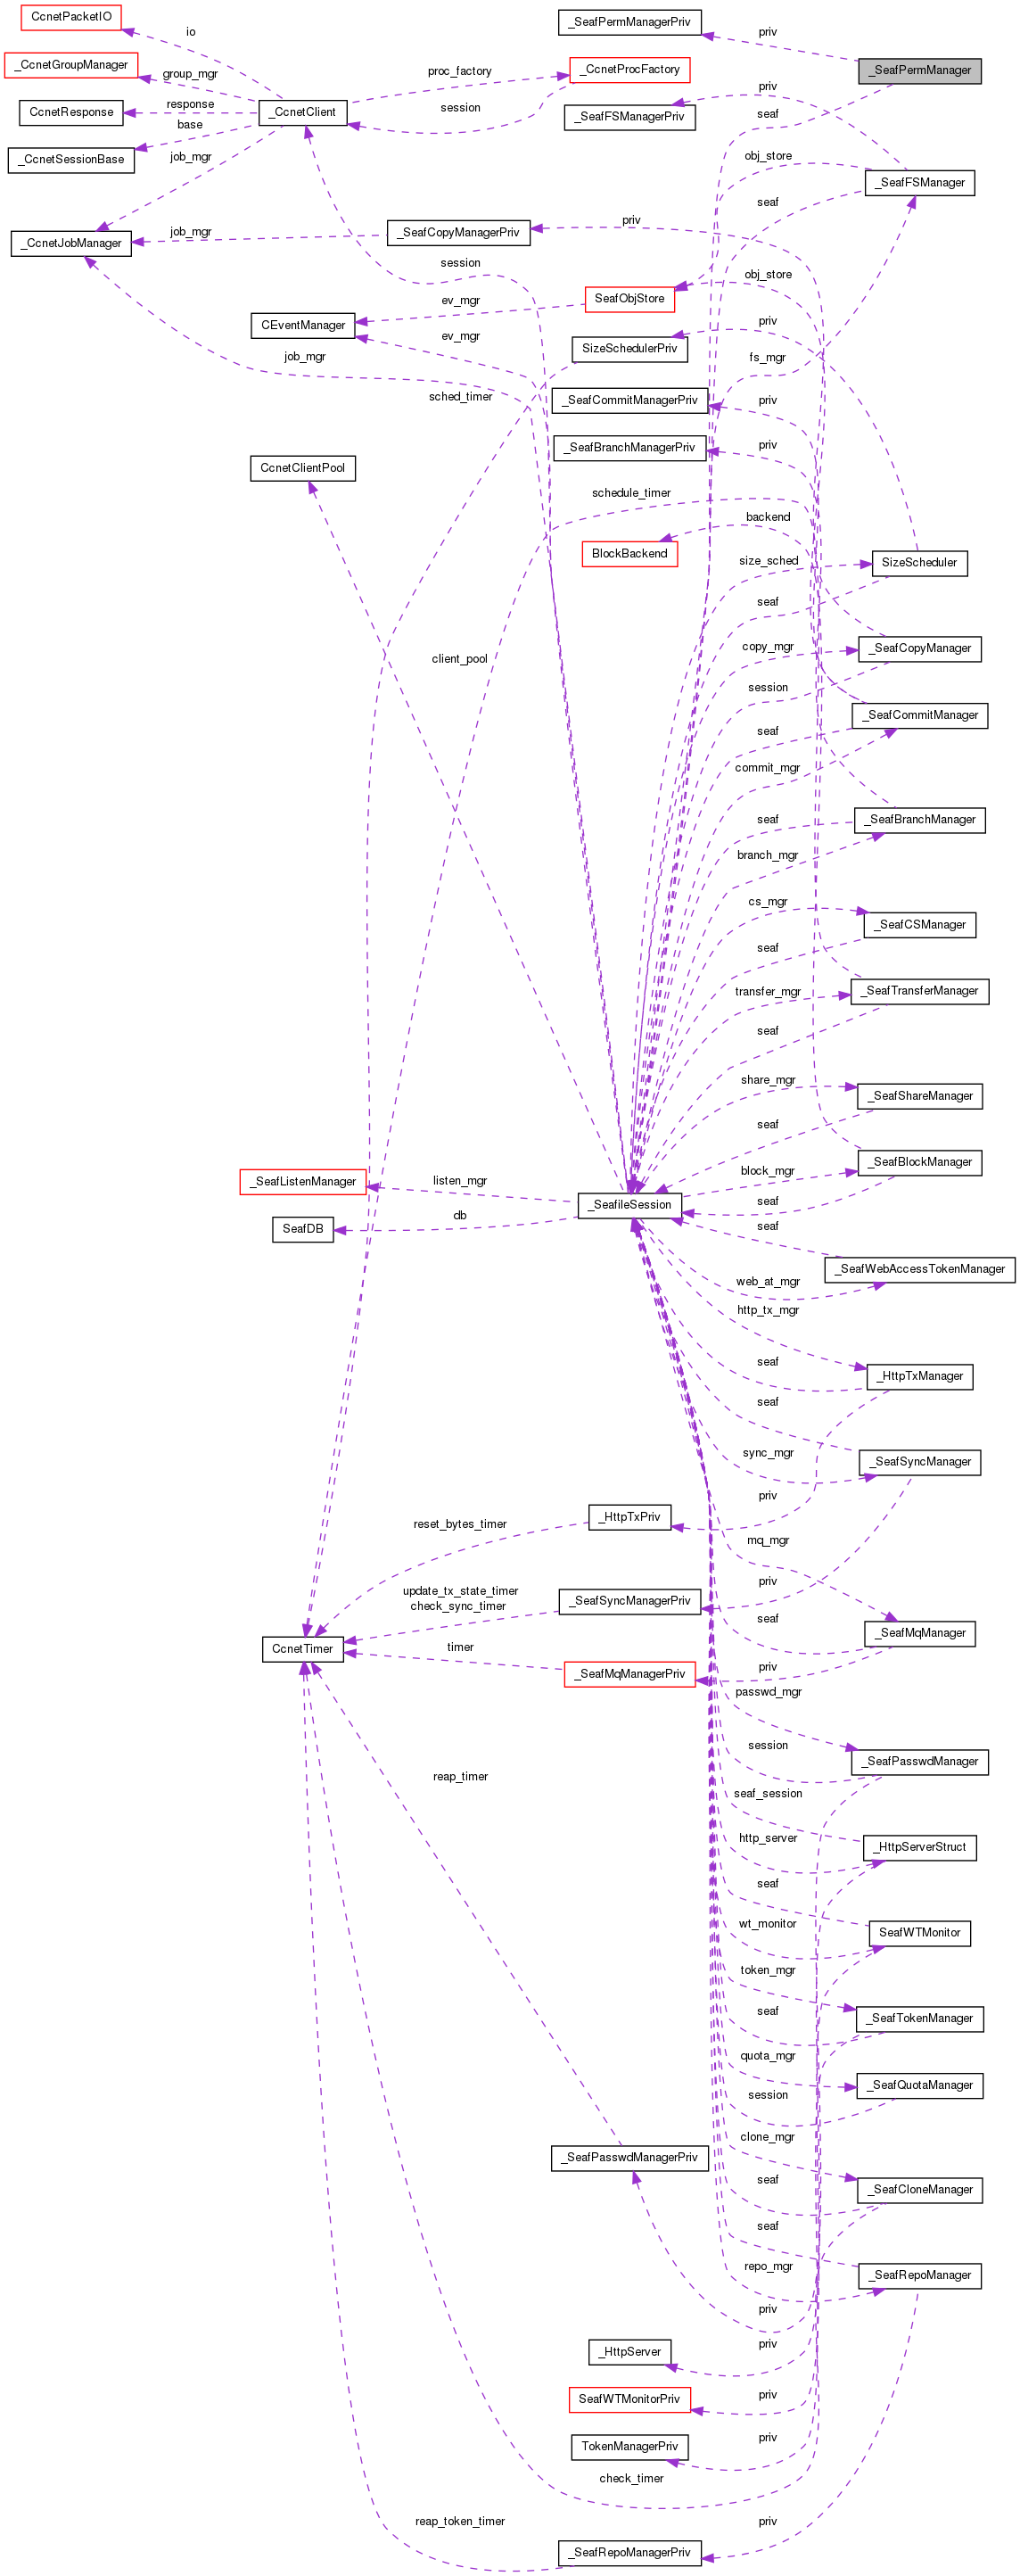 CcnetPacketIO
_SeafPermManagerPriv
io
priv
_CcnetGroupManager
group_mgr
proc_factory
_CcnetProcFactory
_SeafPermManager
CcnetResponse
response
_CcnetClient
session
_SeafFSManagerPriv
priv
seaf
base
_CcnetSessionBase
job_mgr
obj_store
_SeafFSManager
seaf
_CcnetJobManager
job_mgr
_SeafCopyManagerPriv
priv
session
obj_store
SeafObjStore
ev_mgr
CEventManager
ev_mgr
SizeSchedulerPriv
priv
job_mgr
fs_mgr
sched_timer
_SeafCommitManagerPriv
priv
_SeafBranchManagerPriv
priv
CcnetClientPool
schedule_timer
backend
BlockBackend
size_sched
SizeScheduler
seaf
client_pool
copy_mgr
_SeafCopyManager
session
_SeafCommitManager
seaf
commit_mgr
seaf
_SeafBranchManager
branch_mgr
cs_mgr
_SeafCSManager
seaf
transfer_mgr
_SeafTransferManager
seaf
share_mgr
_SeafShareManager
seaf
_SeafListenManager
listen_mgr
block_mgr
_SeafBlockManager
_SeafileSession
seaf
SeafDB
db
seaf
_SeafWebAccessTokenManager
web_at_mgr
http_tx_mgr
seaf
_HttpTxManager
seaf
sync_mgr
_SeafSyncManager
priv
reset_bytes_timer
_HttpTxPriv
mq_mgr
update_tx_state_timer
check_sync_timer
_SeafSyncManagerPriv
priv
seaf
_SeafMqManager
CcnetTimer
timer
_SeafMqManagerPriv
priv
passwd_mgr
reap_timer
session
_SeafPasswdManager
seaf_session
http_server
_HttpServerStruct
seaf
wt_monitor
SeafWTMonitor
token_mgr
seaf
_SeafTokenManager
quota_mgr
_SeafQuotaManager
session
clone_mgr
_SeafPasswdManagerPriv
seaf
_SeafCloneManager
seaf
repo_mgr
_SeafRepoManager
priv
_HttpServer
priv
SeafWTMonitorPriv
priv
TokenManagerPriv
priv
check_timer
reap_token_timer
_SeafRepoManagerPriv
priv